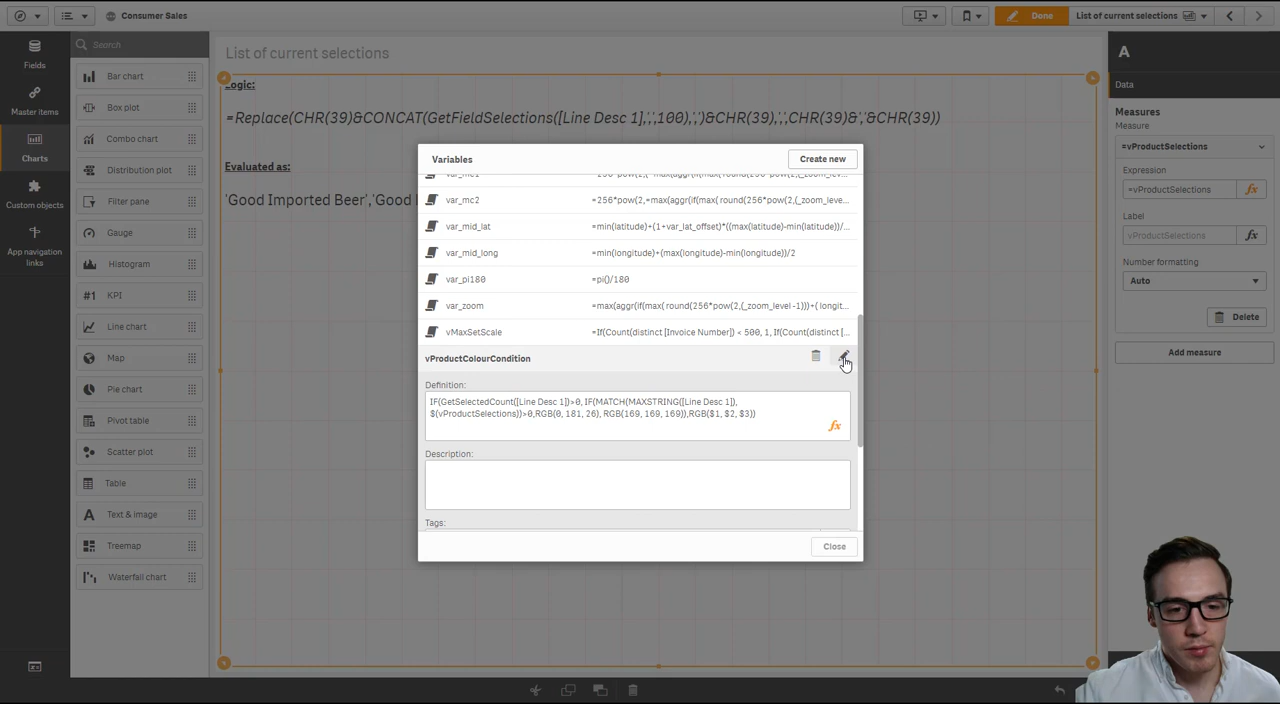 Consumer Sales
Done
List of current selections
Fields
Master items
Charts
Custom objects
App navigation
links
Search
Bar chart
Box plot
Combo chart
Distribution plot
Filter pane
Gauge
Histogram
#1 KPI
Line chart
Map
Pie chart
Pivot table
Scatter plot
Table
A Text & image
Treemap
Waterfall chart
List of current selections
Logic:
=Replace(CHR(39)&CONCAT(GetFieldSelections([Line Desc 1],',',100),',')&CHR(39),',',CHR(39)&','&CHR(39))
Evaluated as:
'Good Imported Beer','Good
Variables
Create new
var_mc1
var_mc2 =256*pow(2,=max(aggr(if(max( round(256*pow(2,(_zoom_leve...
var_mid_lat =min(latitude)+(1+var_lat_offset)*((max(latitude)-min(latitude))/...
var_mid_long =min(longitude)+(max(longitude)-min(longitude))/2
var_pi180 =pi()/180
var_zoom =max(aggr(if(max( round(256*pow(2,(_zoom_level -1)))+( longit...
vMaxSetScale =If(Count(distinct [Invoice Number]) < 500, 1, If(Count(distinct [...
vProductColourCondition
Definition:
IF(GetSelectedCount([Line Desc 1])>0, IF(MATCH(MAXSTRING([Line Desc 1]),
$(vProductSelections))>0,RGB(0, 181, 26), RGB(169, 169, 169)),RGB($1, $2, $3))
fx
Description:
Tags:
Close
A
Data
Measures
Measure
=vProductSelections
Expression
=vProductSelections
fx
Label
vProductSelections
fx
Number formatting
Auto
Delete
Add measure